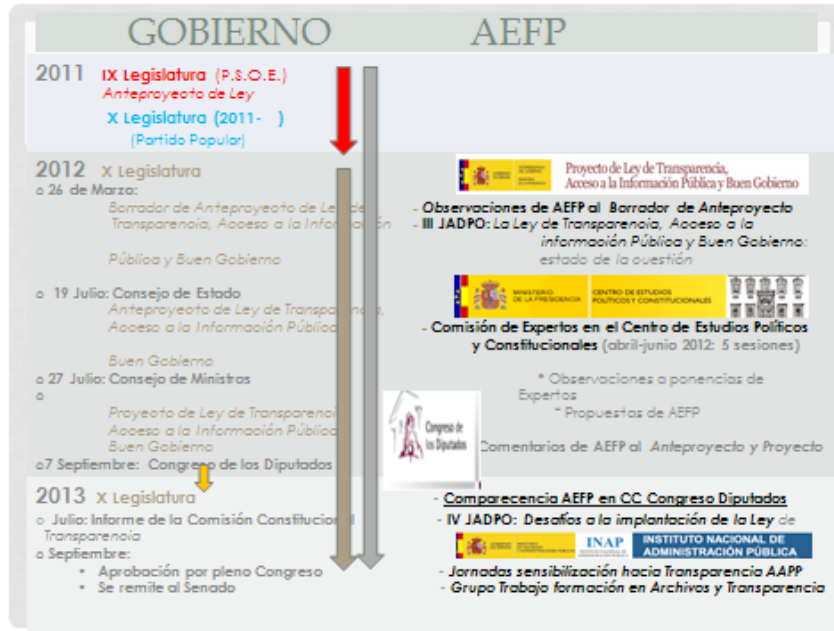 GOBIERNO AEFP
2011 IX Legislatura (P.S.O.E.)
Anteproyecto de Ley
X Legislatura (2011- )
(Partido Popular)
2012 X Legislatura
o 26 de Marzo:
Borrador de Anteproyecto de Ley de
Transparencia, Acceso a la Información
Pública y Buen Gobierno
o 19 Julio: Consejo de Estado
Anteproyecto de Ley de Transparencia,
Acceso a la Información Pública
Buen Gobierno
o 27 Julio: Consejo de Ministros
o
Proyecto de Ley de Transparencia
Acceso a la Información Pública
Buen Gobierno
o7 Septiembre: Congreso de los Diputados
Proyecto de Ley de Transparencia,
Acceso a la Información Pública y Buen Gobierno
- Observaciones de AEFP al Borrador de Anteproyecto
- III JADPO: La Ley de Transparencia, Acceso a la
información Pública y Buen Gobierno:
estado de la cuestión
MINISTERIO
DE LA PRESIDENCIA
CENTRO DE ESTUDIOS
POLÍTICOS Y CONSTITUCIONALES
- Comisión de Expertos en el Centro de Estudios Políticos
y Constitucionales (abril-junio 2012: 5 sesiones)
* Observaciones a ponencias de
Expertos
* Propuestas de AEFP
Congreso de
los Diputados
Comentarios de AEFP al Anteproyecto y Proyecto
2013 X Legislatura
o Julio: Informe de la Comisión Constitucional
Transparencia
o Septiembre:
• Aprobación por pleno Congreso
• Se remite al Senado
- Comparecencia AEFP en CC Congreso Diputados
- IV JADPO: Desafíos a la implantación de la Ley de
INAP
INSTITUTO NACIONAL DE
ADMINISTRACIÓN PÚBLICA
- Jornadas sensibilización hacia Transparencia AAPP
- Grupo Trabajo formación en Archivos y Transparencia